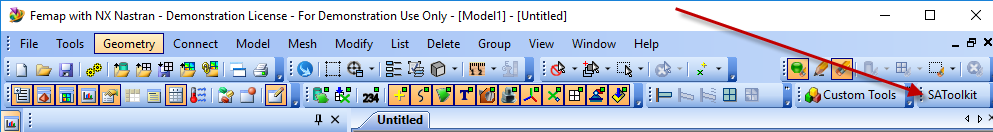 Femap with NX Nastran - Demonstration License - For Demonstration Use Only - [Model1] - [Untitled]
File Tools Geometry Connect Model Mesh Modify List Delete Group View Window Help
234 T Custom Tools SAToolkit
Untitled